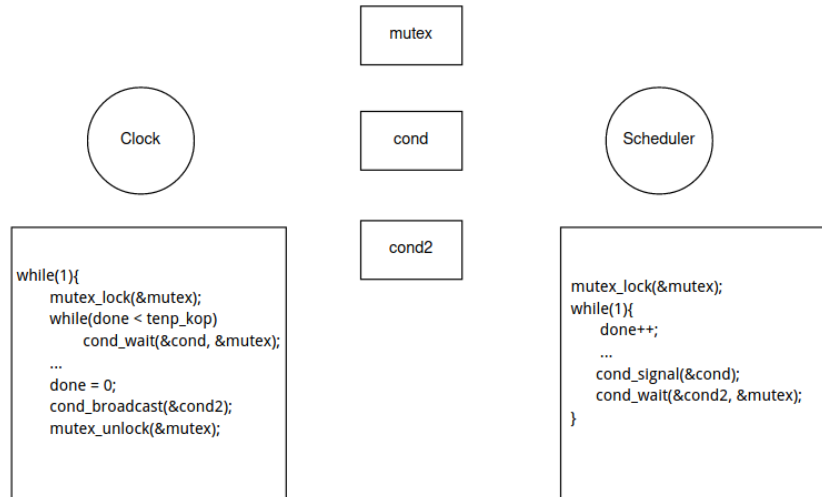 mutex
Clock
cond
Scheduler
cond2
while(1){
mutex_lock(&mutex);
while(done < tenp_kop)
cond_wait(&cond, &mutex);
...
done = 0;
cond_broadcast(&cond2);
mutex_unlock(&mutex);
mutex_lock(&mutex);
while(1){
done++;
...
cond_signal(&cond);
cond_wait(&cond2, &mutex);
}